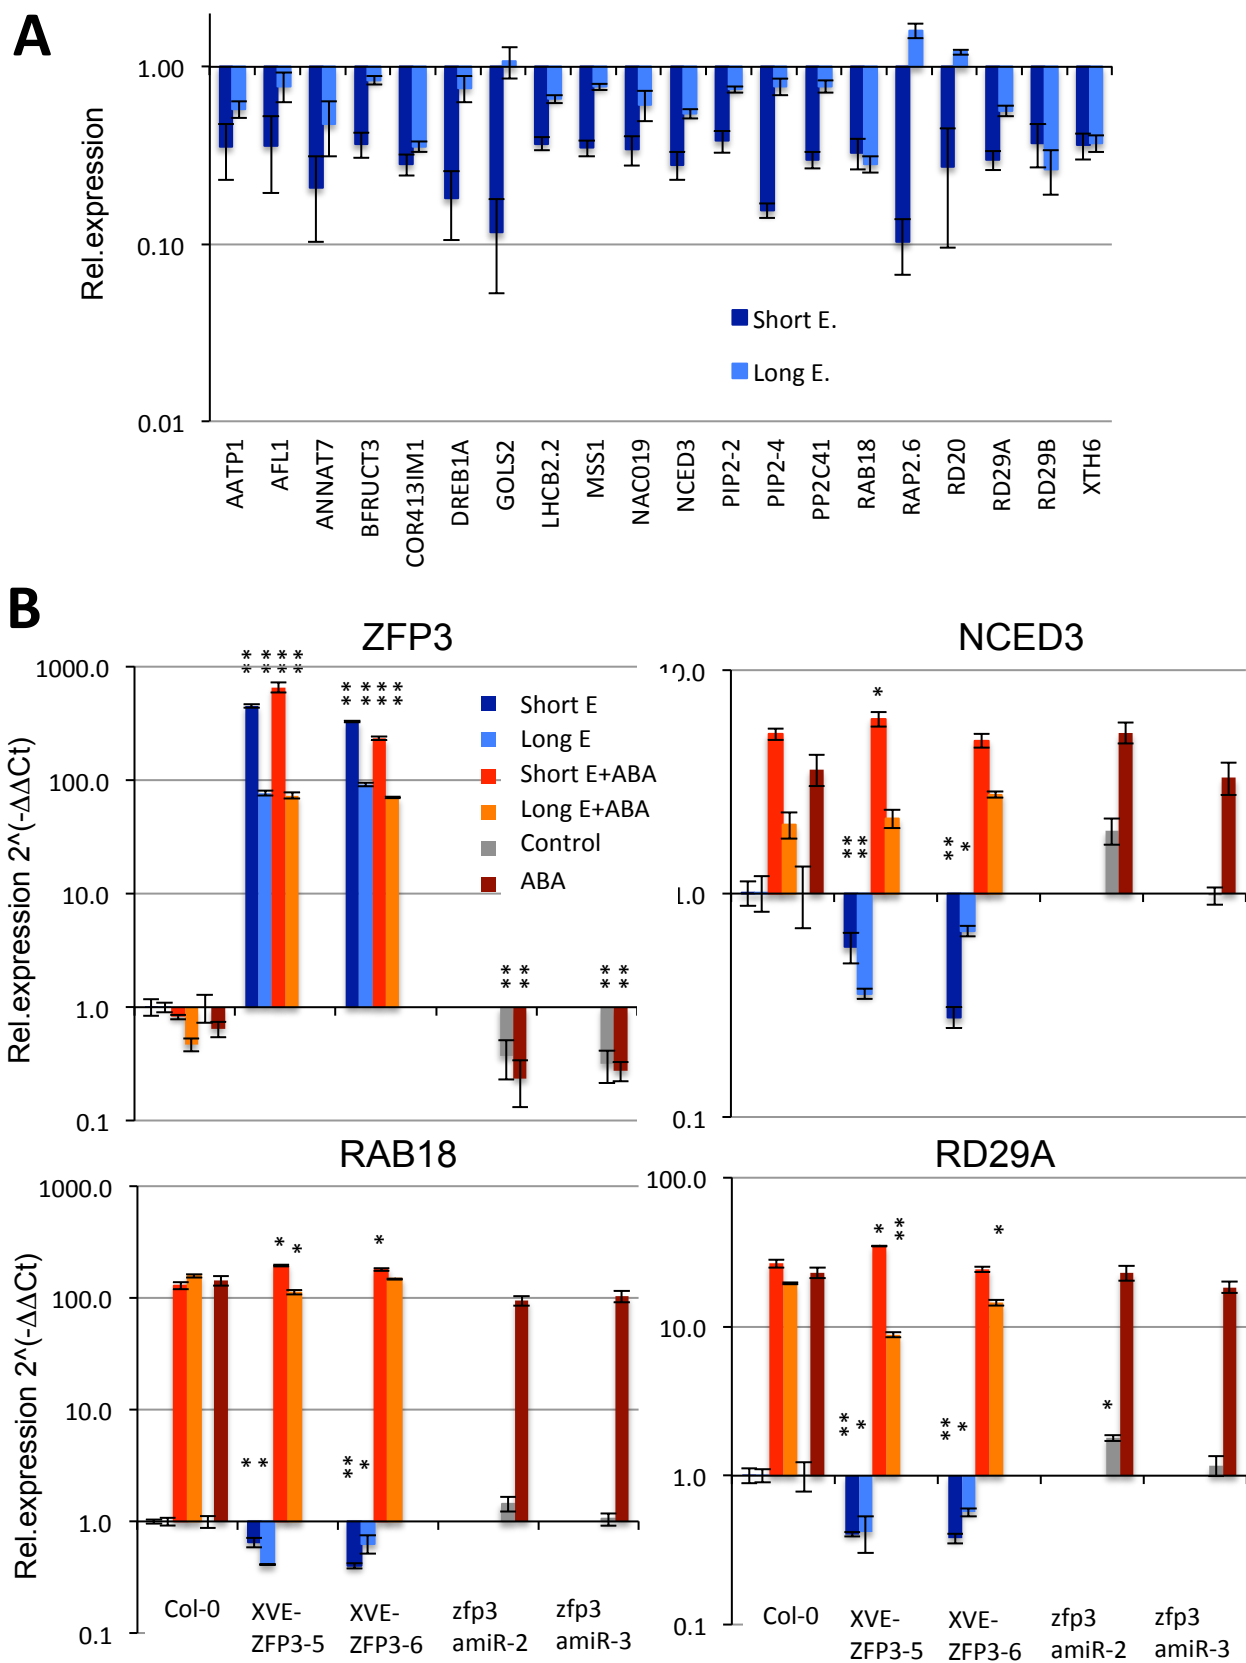 A
Rel.expression
1.00
0.10
0.01
Short E.
Long E.
AATP1
AFL1
ANNAT7
BFRUCT3
COR413IM1
DREB1A
GOLS2
LHCB2.2
MSS1
NAC019
NCED3
PIP2-2
PIP2-4
PP2C41
RAB18
RAP2.6
RD20
RD29A
RD29B
XTH6
B
ZFP3
Rel.expression 2^(-ΔΔCt)
1000.0
100.0
10.0
1.0
0.1
** ** ** **
** ** ** **
** **
** **
Short E
Long E
Short E+ABA
Long E+ABA
Control
ABA
NCED3
10.0
1.0
0.1
** ** *
** *
RAB18
Rel.expression 2^(-ΔΔCt)
1000.0
100.0
10.0
1.0
0.1
* * * *
** * *
Col-0
XVE-
ZFP3-5
XVE-
ZFP3-6
zfp3
amiR-2
zfp3
amiR-3
RD29A
100.0
10.0
1.0
0.1
** * * **
** * *
*
Col-0
XVE-
ZFP3-5
XVE-
ZFP3-6
zfp3
amiR-2
zfp3
amiR-3